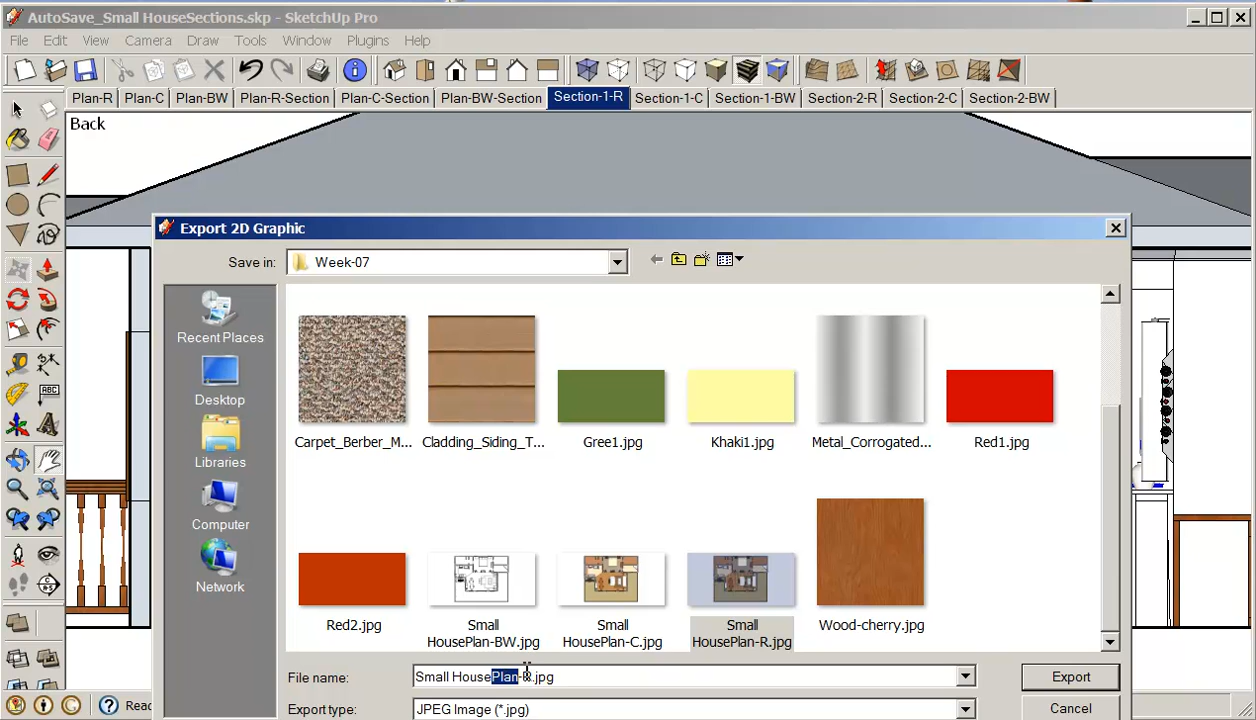 AutoSave_Small HouseSections.skp - SketchUp Pro
File Edit View Camera Draw Tools Window Plugins Help
Plan-R Plan-C Plan-BW Plan-R-Section Plan-C-Section Plan-BW-Section Section-1-R Section-1-C Section-1-BW Section-2-R Section-2-C Section-2-BW
Back
Export 2D Graphic
Save in: Week-07
Recent Places
Desktop
Libraries
Computer
Network
Carpet_Berber_M... Cladding_Siding_T... Gree1.jpg Khaki1.jpg Metal_Corrogated... Red1.jpg
Red2.jpg Small HousePlan-BW.jpg Small HousePlan-C.jpg Small HousePlan-R.jpg Wood-cherry.jpg
ABC
File name: Small HousePlan-R.jpg Export
Export type: JPEG Image (*.jpg) Cancel
Read